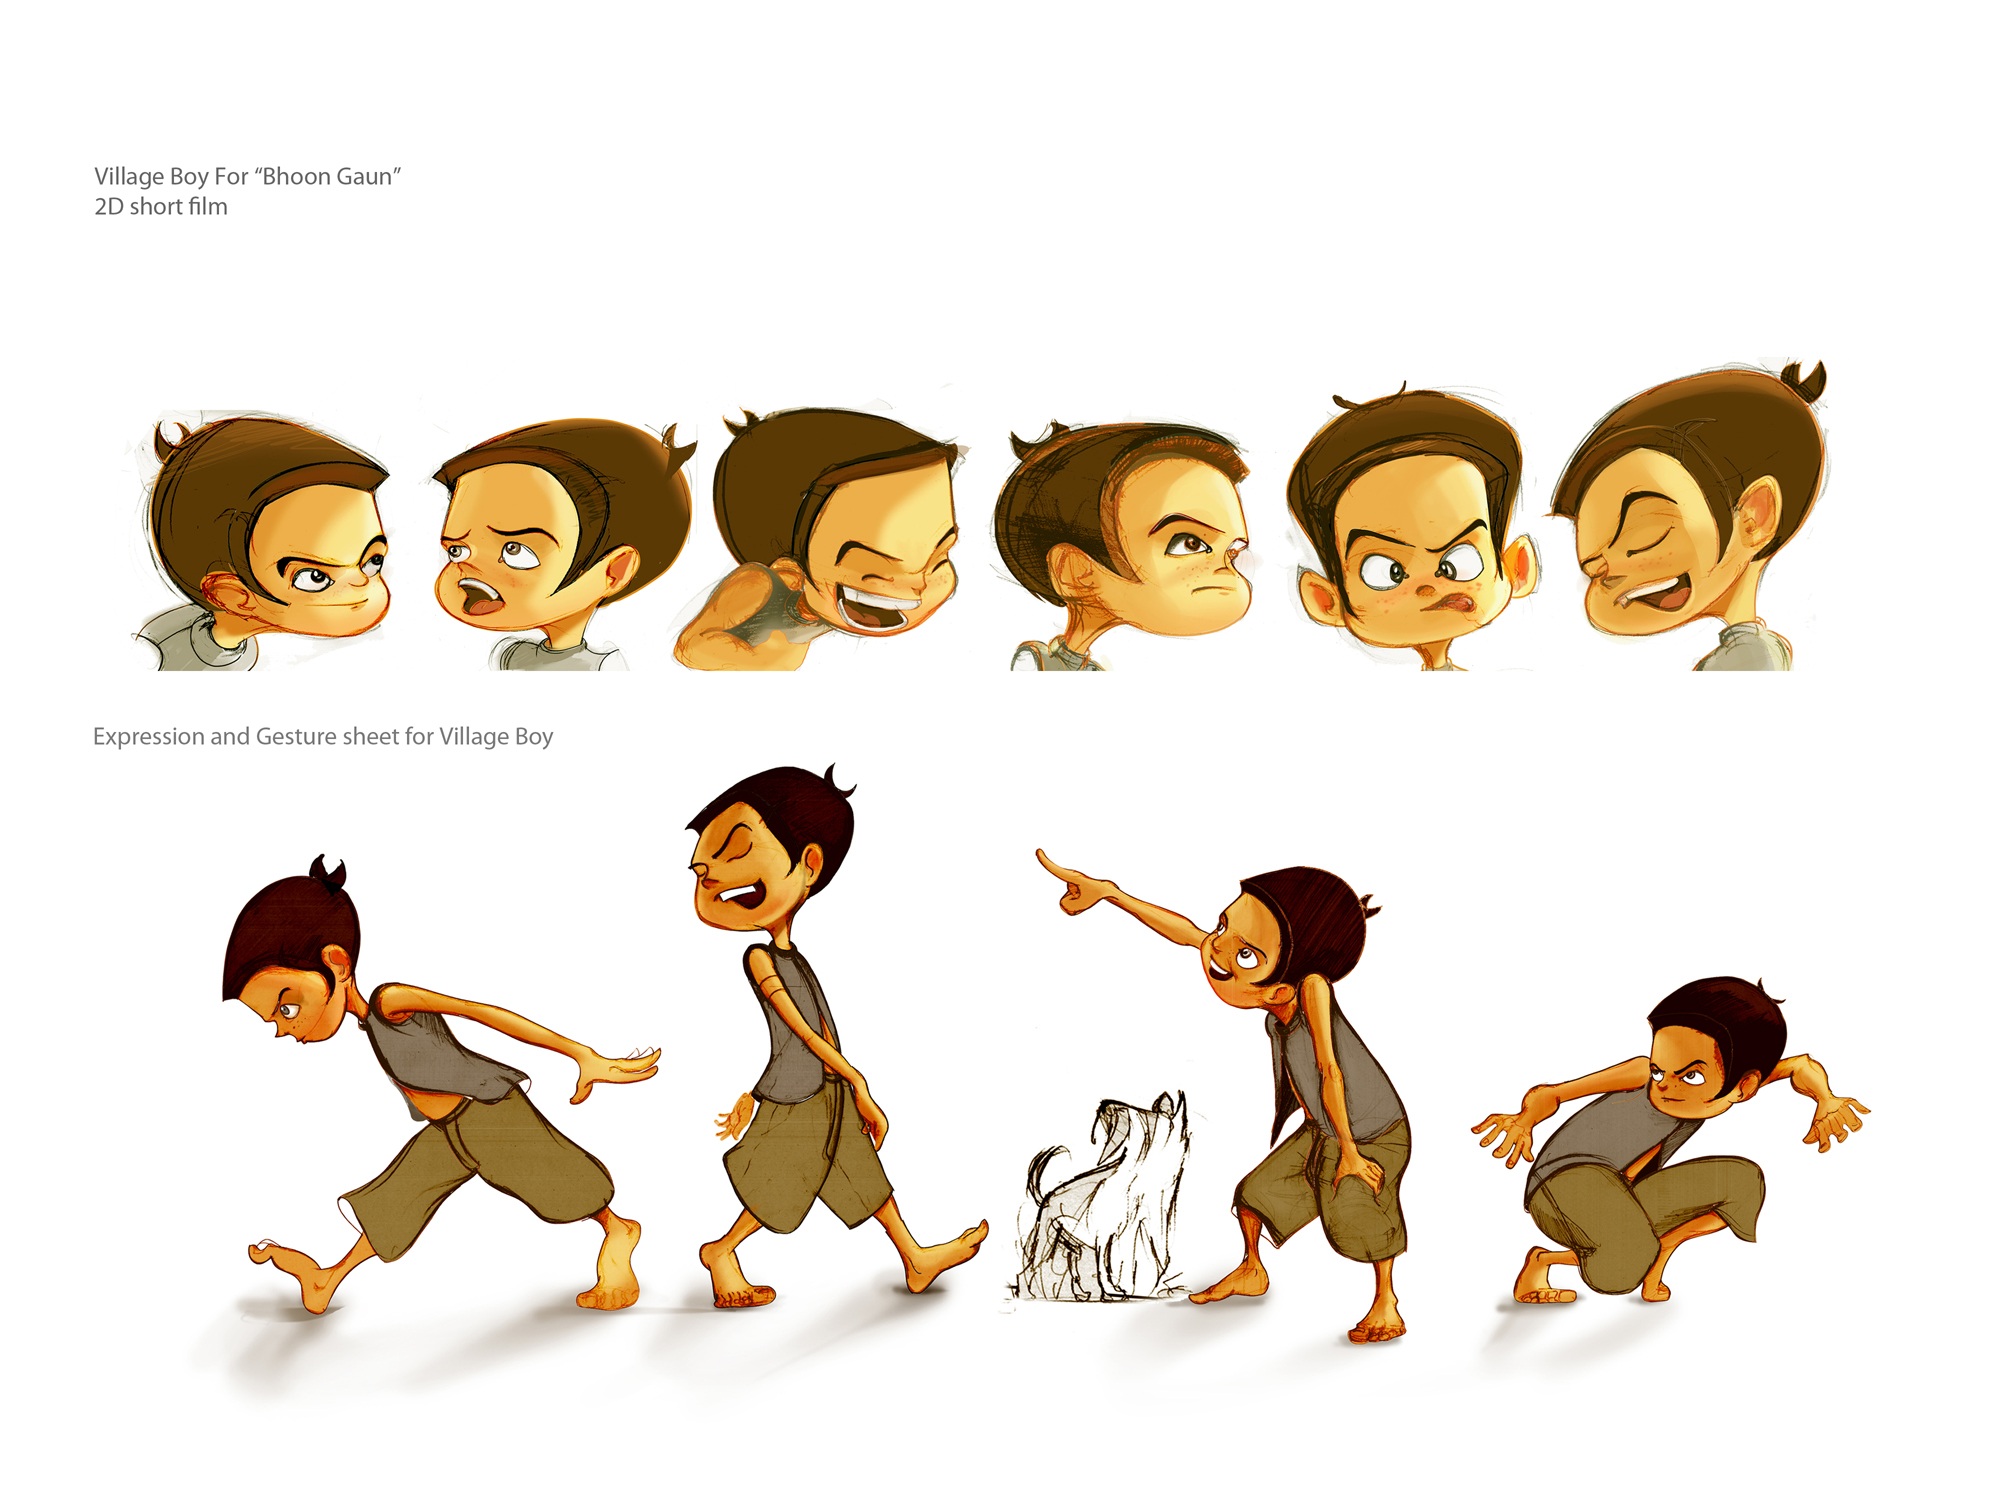 Village Boy For “Bhoon Gaun”
2D short film
Expression and Gesture sheet for Village Boy